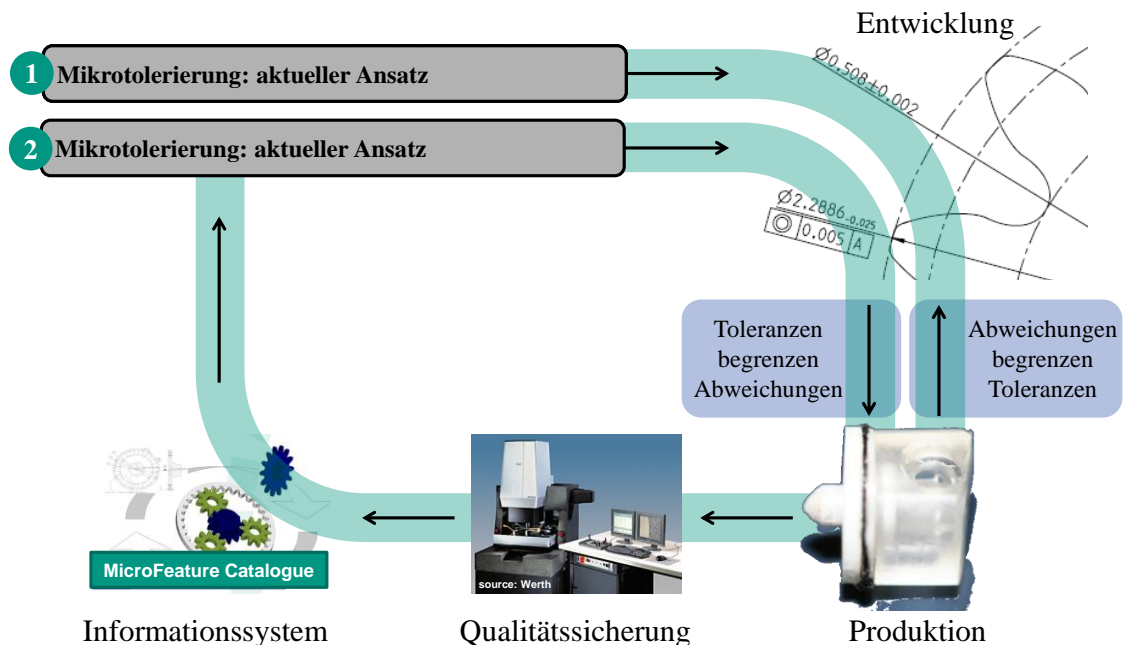 Entwicklung
1 Mikrotolerierung: aktueller Ansatz
2 Mikrotolerierung: aktueller Ansatz
Ø0.508±0.002
Ø2.2886-0.025
◎ 0.005 A
Toleranzen
begrenzen
Abweichungen
Abweichungen
begrenzen
Toleranzen
MicroFeature Catalogue
source: Werth
Informationssystem
Qualitätssicherung
Produktion